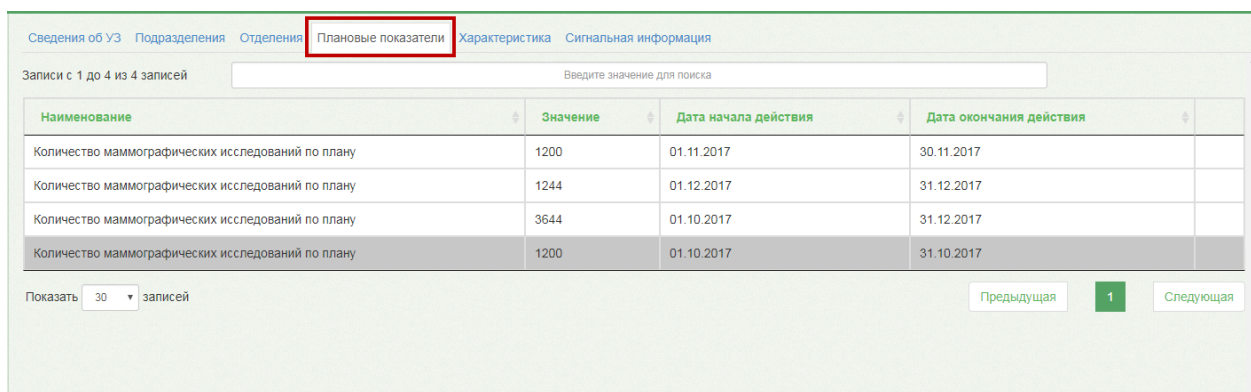 Сведения об УЗ Подразделения Отделения Плановые показатели Характеристика Сигнальная информация
Записи с 1 до 4 из 4 записей Введите значение для поиска
Наименование Значение Дата начала действия Дата окончания действия
Количество маммографических исследований по плану 1200 01.11.2017 30.11.2017
Количество маммографических исследований по плану 1244 01.12.2017 31.12.2017
Количество маммографических исследований по плану 3644 01.10.2017 31.12.2017
Количество маммографических исследований по плану 1200 01.10.2017 31.10.2017
Показать 30 записей Предыдущая 1 Следующая